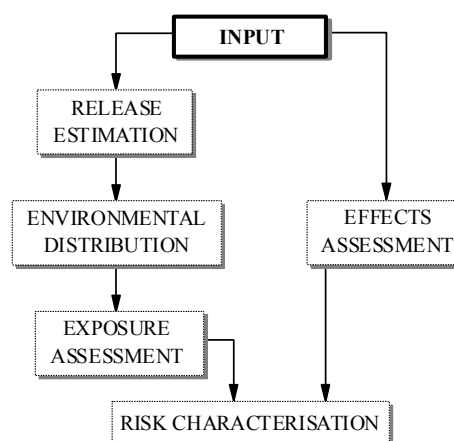 INPUT
RELEASE
ESTIMATION
ENVIRONMENTAL
DISTRIBUTION
EFFECTS
ASSESSMENT
EXPOSURE
ASSESSMENT
RISK CHARACTERISATION